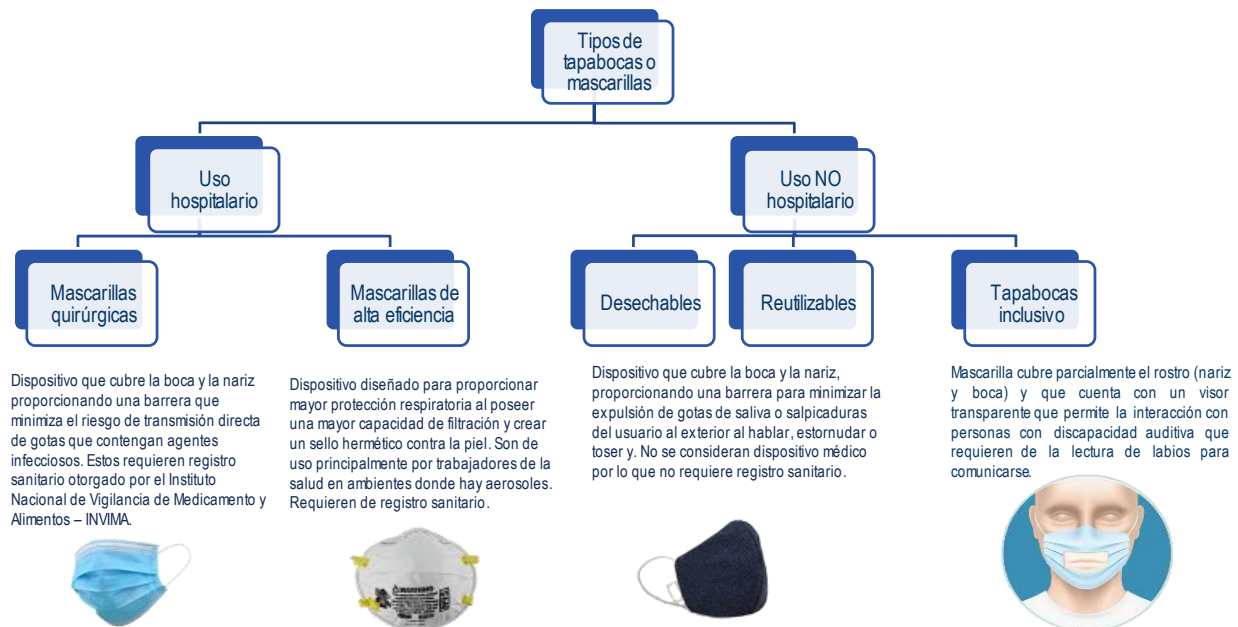 Tipos de
tapabocas o
mascarillas
Uso
hospitalario
Uso NO
hospitalario
Mascarillas
quirúrgicas
Mascarillas de
alta eficiencia
Desechables
Reutilizables
Tapabocas
inclusivo
Dispositivo que cubre la boca y la nariz
proporcionando una barrera que
minimiza el riesgo de transmisión directa
de gotas que contengan agentes
infecciosos. Estos requieren registro
sanitario otorgado por el Instituto
Nacional de Vigilancia de Medicamento y
Alimentos – INVIMA.
Dispositivo diseñado para proporcionar
mayor protección respiratoria al poseer
una mayor capacidad de filtración y crear
un sello hermético contra la piel. Son de
uso principalmente por trabajadores de la
salud en ambientes donde hay aerosoles.
Requieren de registro sanitario.
Dispositivo que cubre la boca y la nariz,
proporcionando una barrera para minimizar la
expulsión de gotas de saliva o salpicaduras
del usuario al exterior al hablar, estornudar o
toser y. No se consideran dispositivo médico
por lo que no requiere registro sanitario.
Mascarilla cubre parcialmente el rostro (nariz
y boca) y que cuenta con un visor
transparente que permite la interacción con
personas con discapacidad auditiva que
requieren de la lectura de labios para
comunicarse.